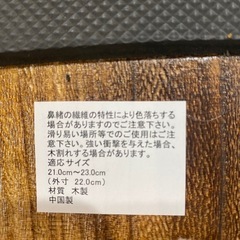 鼻緒の繊維の特性により色落ちする
場合がありますのでご注意下さい。
滑り易い場所等でのご使用はご注
意下さい。強い衝撃を与えた場合、
木割れする場合があります。
適応サイズ
21.0cm～23.0cm
(外寸 22.0cm)
材質 木製
中国製